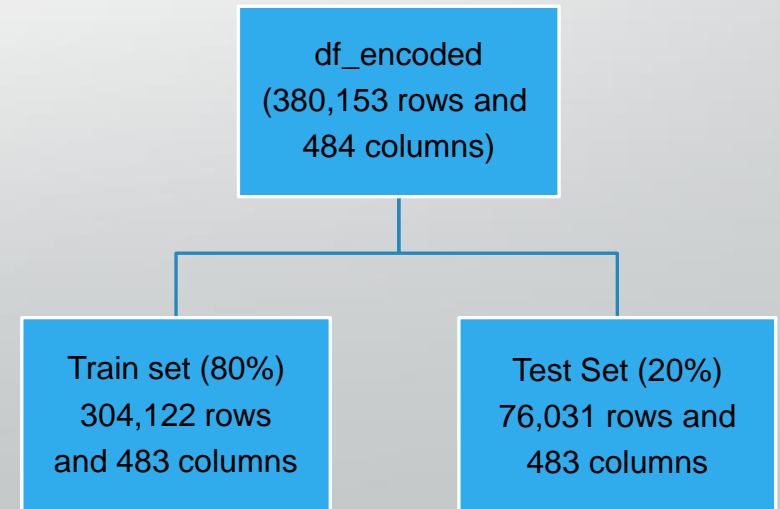 df_encoded
(380,153 rows and
484 columns)
Train set (80%)
304,122 rows
and 483 columns
Test Set (20%)
76,031 rows and
483 columns